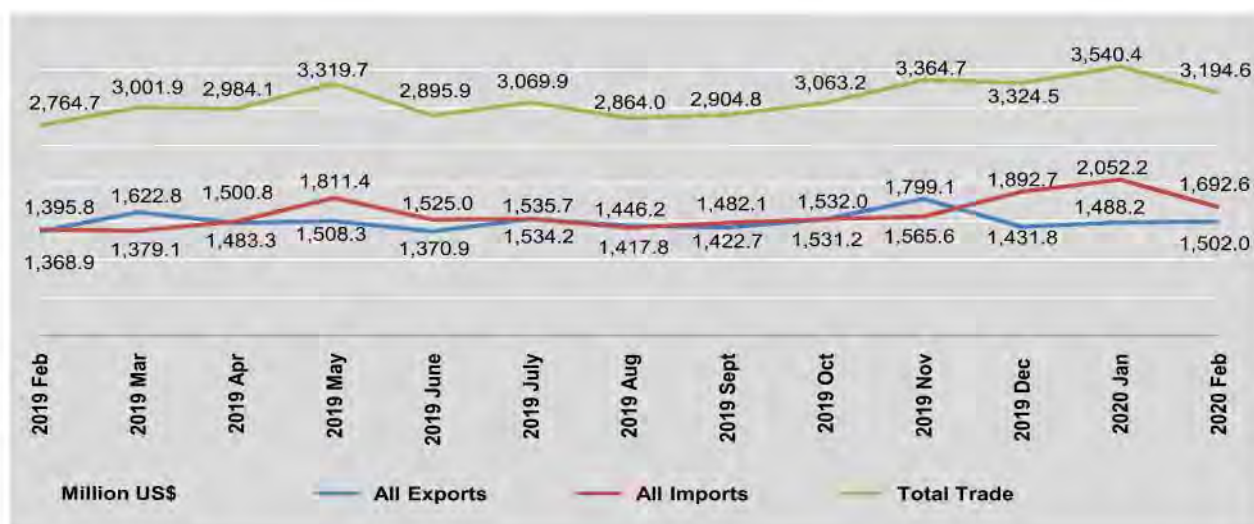 2,764.7 3,001.9 2,984.1 3,319.7 2,895.9 3,069.9 2,864.0 2,904.8 3,063.2 3,364.7 3,324.5 3,540.4 3,194.6
1,395.8 1,622.8 1,500.8 1,811.4 1,525.0 1,535.7 1,446.2 1,482.1 1,532.0 1,799.1 1,892.7 2,052.2 1,692.6
1,368.9 1,379.1 1,483.3 1,508.3 1,370.9 1,534.2 1,417.8 1,422.7 1,531.2 1,565.6 1,431.8 1,488.2 1,502.0
2019 Feb
2019 Mar
2019 Apr
2019 May
2019 June
2019 July
2019 Aug
2019 Sept
2019 Oct
2019 Nov
2019 Dec
2020 Jan
2020 Feb
Million US$ All Exports All Imports Total Trade